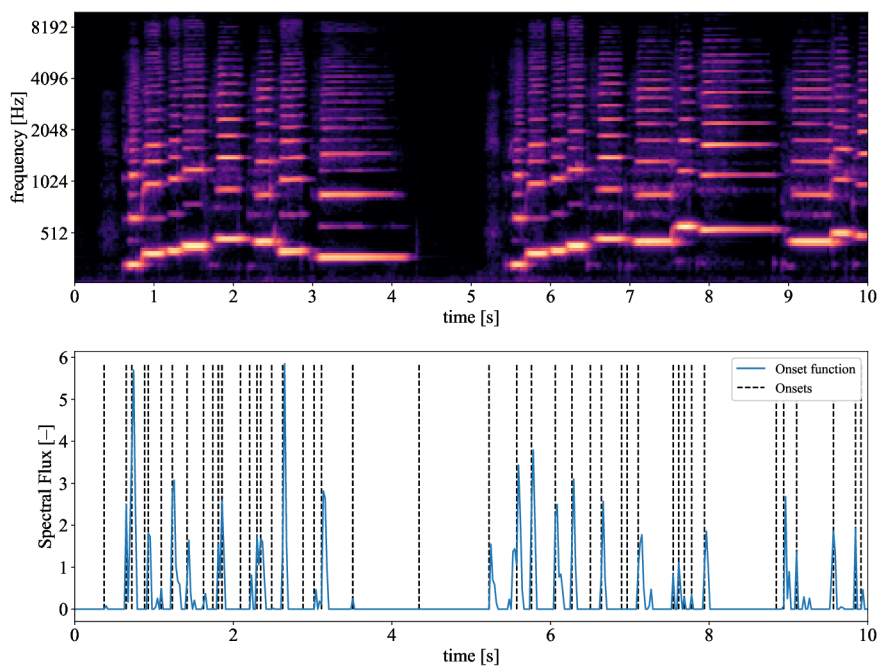 8192
4096
2048
1024
512
frequency [Hz]
0 1 2 3 4 5 6 7 8 9 10
time [s]
6
5
4
3
2
1
0
Spectral Flux [–]
Onset function
Onsets
0 2 4 6 8 10
time [s]